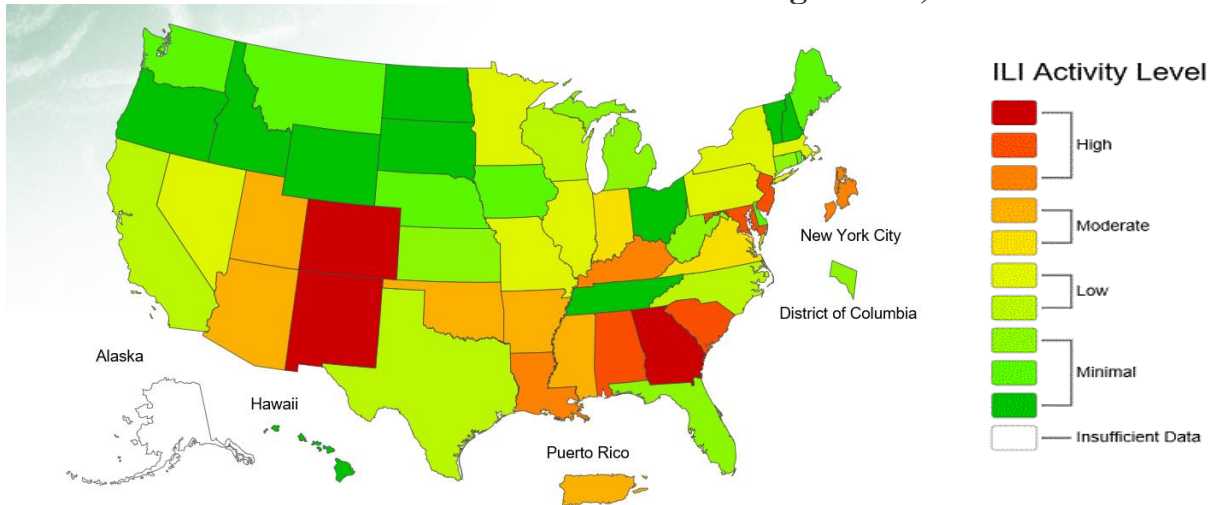 ILI Activity Level
High
Moderate
New York City
Low
District of Columbia
Alaska
Minimal
Hawaii
Insufficient Data
Puerto Rico